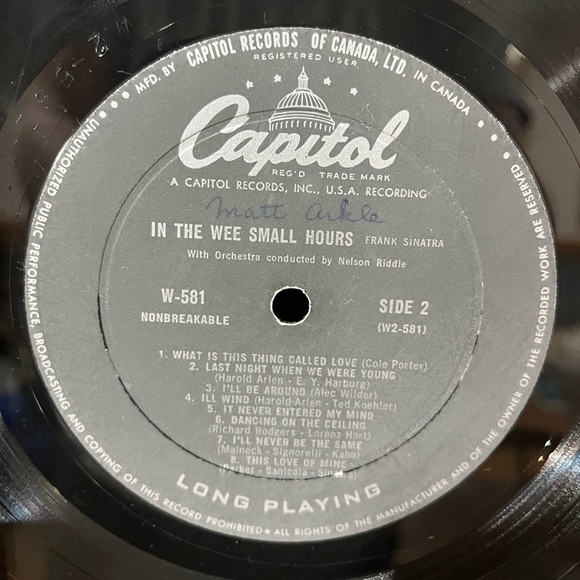 MFD. BY CAPITOL RECORDS OF CANADA, LTD. IN CANADA
REGISTERED USER
Capitol
REG'D TRADE MARK
A CAPITOL RECORDS, INC., U.S.A. RECORDING
Matt Arkle
IN THE WEE SMALL HOURS FRANK SINATRA
With Orchestra conducted by Nelson Riddle
W-581 SIDE 2
NONBREAKABLE (W2-581)
1. WHAT IS THIS THING CALLED LOVE (Cole Porter)
2. LAST NIGHT WHEN WE WERE YOUNG
(Harold Arlen - E. Y. Harburg)
3. I'LL BE AROUND (Alec Wilder)
4. ILL WIND (Harold Arlen - Ted Koehler)
5. IT NEVER ENTERED MY MIND
6. DANCING ON THE CEILING
(Richard Rodgers - Lorenz Hart)
7. I'LL NEVER BE THE SAME
(Malneck - Signorelli - Kahn)
8. THIS LOVE OF MINE
(Parker - Sanicola - Sinatra)
LONG PLAYING
UNAUTHORIZED PUBLIC PERFORMANCE, BROADCASTING AND COPYING OF THIS RECORD PROHIBITED • ALL RIGHTS OF THE MANUFACTURER AND OF THE OWNER OF THE RECORDED WORK ARE RESERVED.